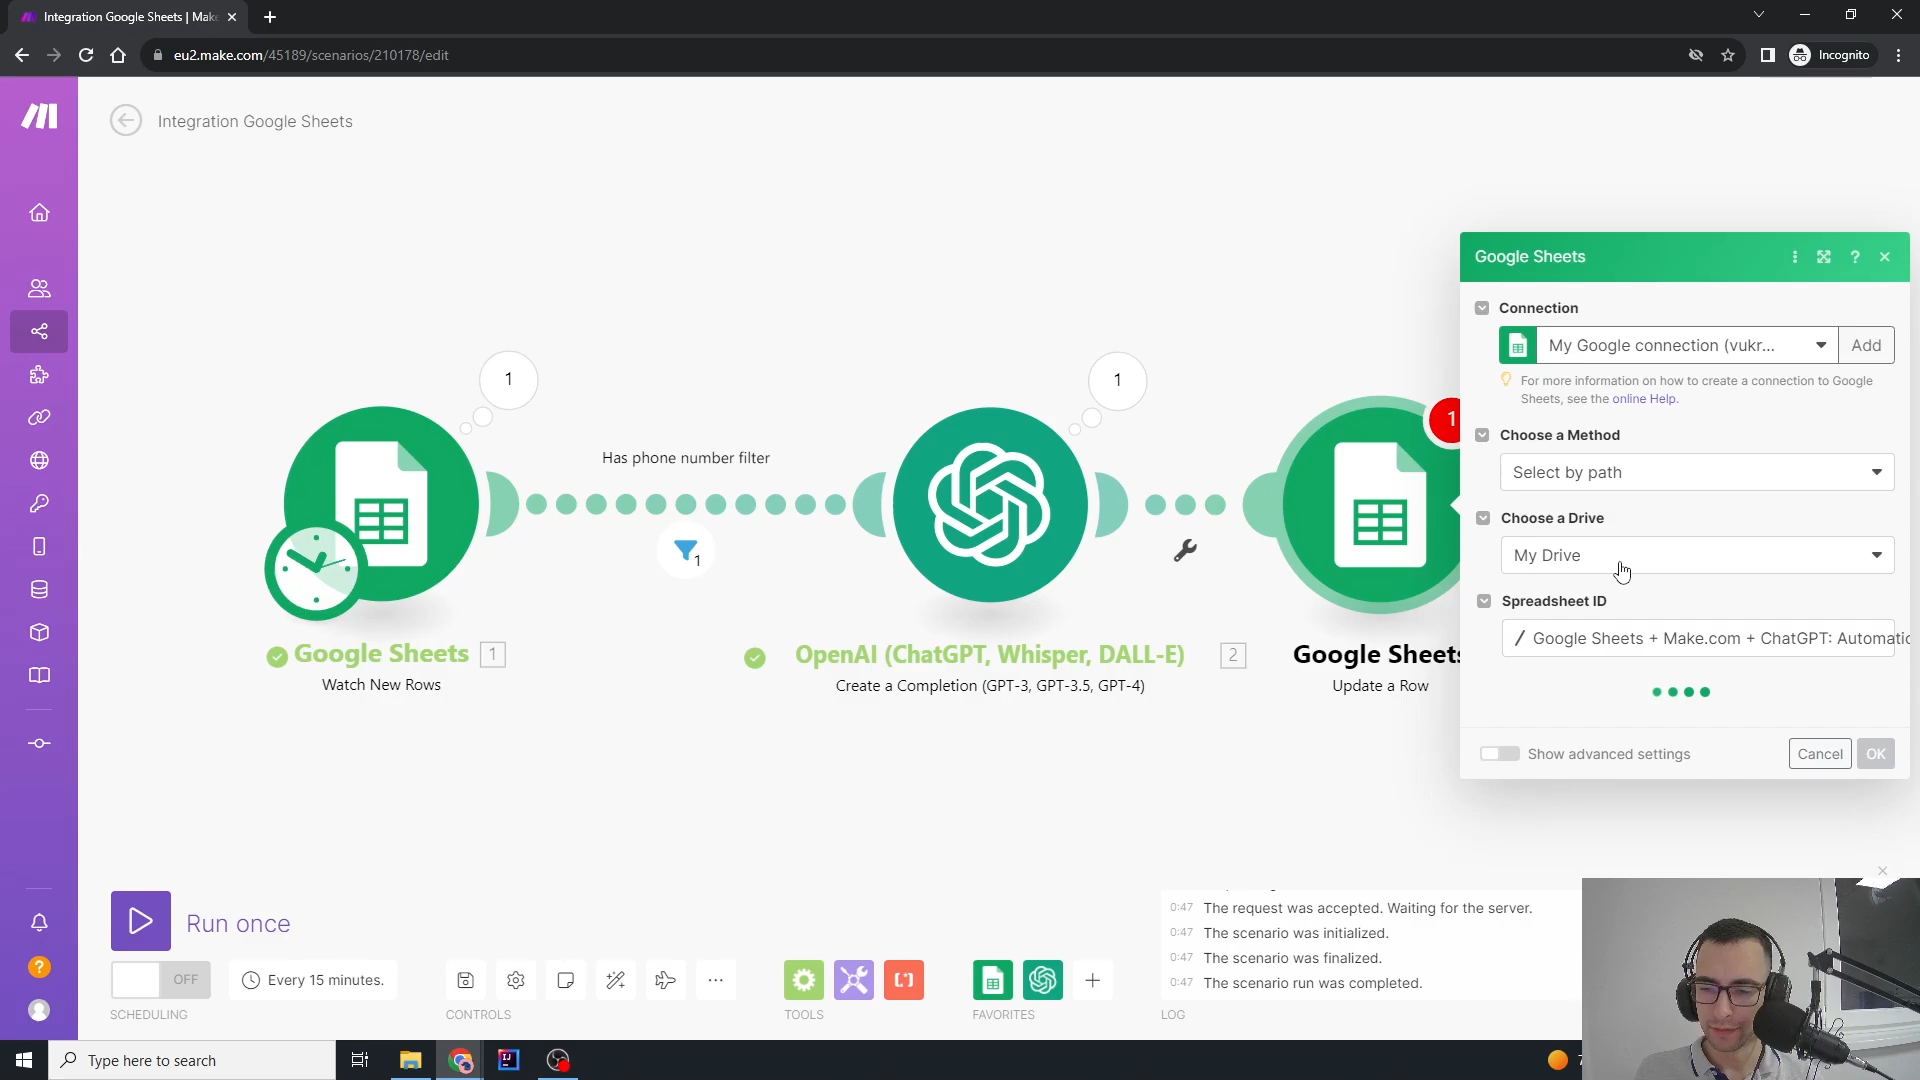 Integration Google Sheets | Make
eu2.make.com/45189/scenarios/210178/edit
Incognito
Integration Google Sheets
Google Sheets
Connection
My Google connection (vukr...
Add
For more information on how to create a connection to Google
Sheets, see the online Help.
Choose a Method
Select by path
Choose a Drive
My Drive
Spreadsheet ID
/ Google Sheets + Make.com + ChatGPT: Automatio
Show advanced settings
Cancel
OK
1
1
1
Has phone number filter
1
Google Sheets 1
Watch New Rows
OpenAI (ChatGPT, Whisper, DALL-E) 2
Create a Completion (GPT-3, GPT-3.5, GPT-4)
Google Sheets
Update a Row
Run once
OFF
Every 15 minutes.
SCHEDULING
CONTROLS
TOOLS
FAVORITES
0:47 The request was accepted. Waiting for the server.
0:47 The scenario was initialized.
0:47 The scenario was finalized.
0:47 The scenario run was completed.
LOG
Type here to search